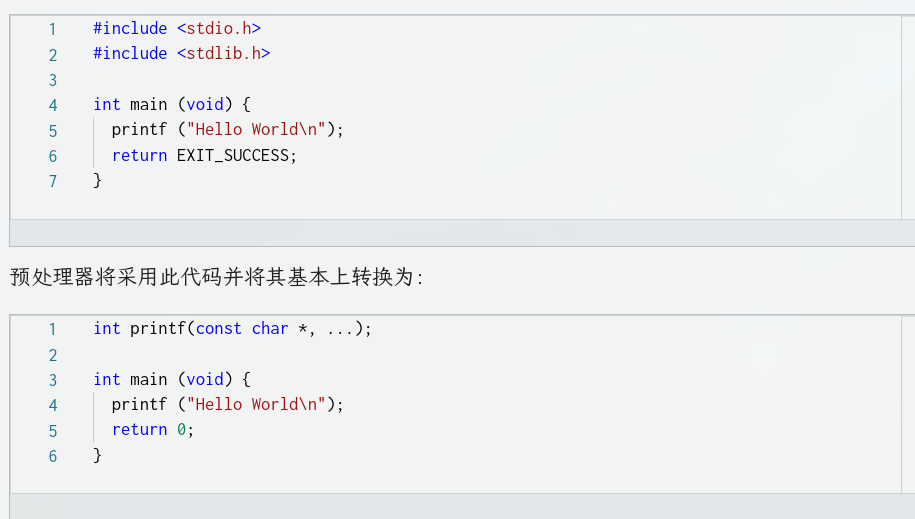 1 #include <stdio.h>
2 #include <stdlib.h>
3
4 int main (void) {
5   printf ("Hello World\n");
6   return EXIT_SUCCESS;
7 }
预处理器将采用此代码并将其基本上转换为:
1 int printf(const char *, ...);
2
3 int main (void) {
4   printf ("Hello World\n");
5   return 0;
6 }